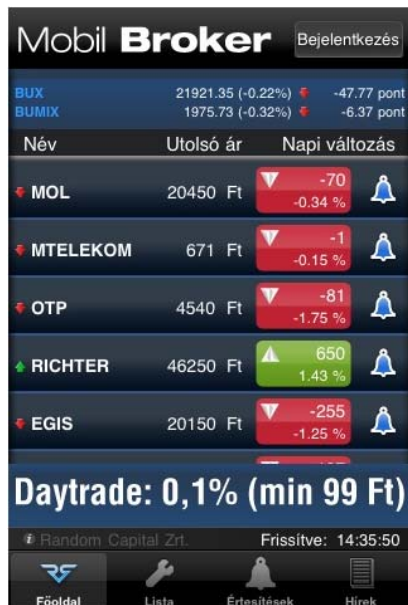 Mobil Broker Bejelentkezés
BUX 21921.35 (-0.22%) -47.77 pont
BUMIX 1975.73 (-0.32%) -6.37 pont
Név Utolsó ár Napi változás
MOL 20450 Ft -70
-0.34 %
MTELEKOM 671 Ft -1
-0.15 %
OTP 4540 Ft -81
-1.75 %
RICHTER 46250 Ft 650
1.43 %
EGIS 20150 Ft -255
-1.25 %
Daytrade: 0,1% (min 99 Ft)
Random Capital Zrt. Frissítve: 14:35:50
Főoldal Lista Értesítések Hírek